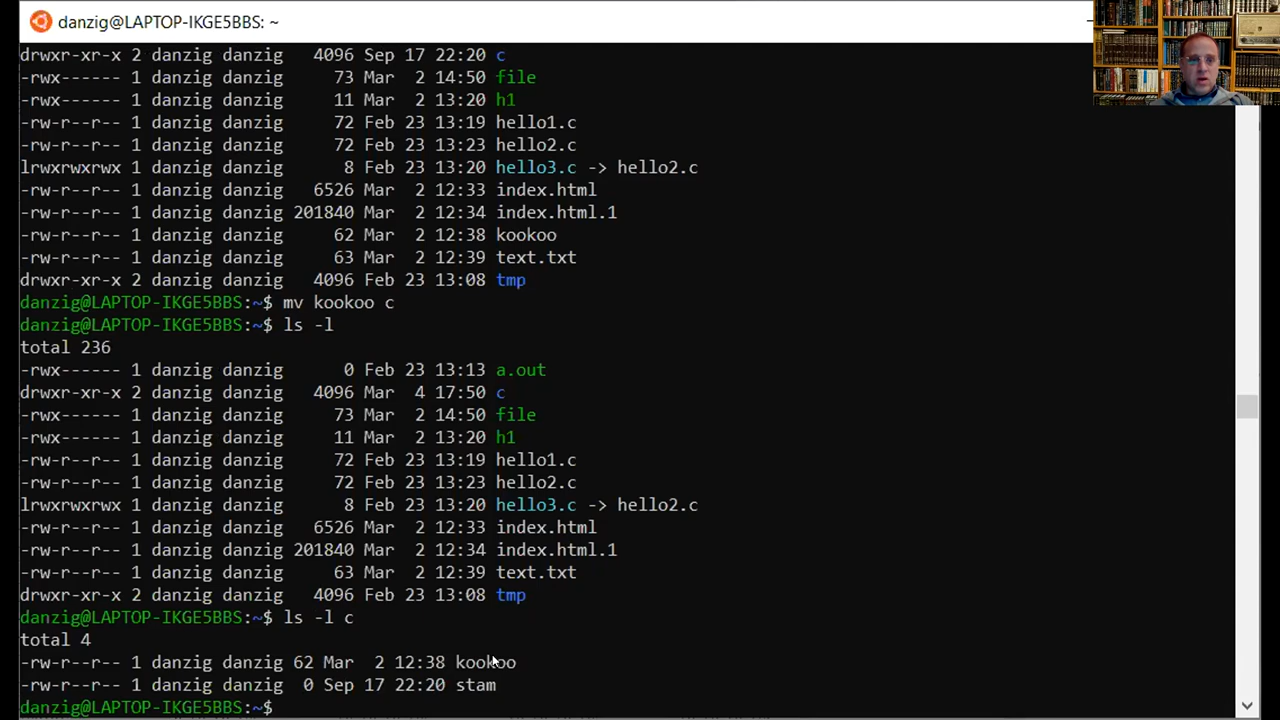 danzig@LAPTOP-IKGE5BBS: ~
drwxr-xr-x 2 danzig danzig   4096 Sep 17 22:20 c
-rwx------ 1 danzig danzig     73 Mar  2 14:50 file
-rwx------ 1 danzig danzig     11 Mar  2 13:20 h1
-rw-r--r-- 1 danzig danzig     72 Feb 23 13:19 hello1.c
-rw-r--r-- 1 danzig danzig     72 Feb 23 13:23 hello2.c
lrwxrwxrwx 1 danzig danzig      8 Feb 23 13:20 hello3.c -> hello2.c
-rw-r--r-- 1 danzig danzig   6526 Mar  2 12:33 index.html
-rw-r--r-- 1 danzig danzig 201840 Mar  2 12:34 index.html.1
-rw-r--r-- 1 danzig danzig     62 Mar  2 12:38 kookoo
-rw-r--r-- 1 danzig danzig     63 Mar  2 12:39 text.txt
drwxr-xr-x 2 danzig danzig   4096 Feb 23 13:08 tmp
danzig@LAPTOP-IKGE5BBS:~$ mv kookoo c
danzig@LAPTOP-IKGE5BBS:~$ ls -l
total 236
-rwx------ 1 danzig danzig      0 Feb 23 13:13 a.out
drwxr-xr-x 2 danzig danzig   4096 Mar  4 17:50 c
-rwx------ 1 danzig danzig     73 Mar  2 14:50 file
-rwx------ 1 danzig danzig     11 Mar  2 13:20 h1
-rw-r--r-- 1 danzig danzig     72 Feb 23 13:19 hello1.c
-rw-r--r-- 1 danzig danzig     72 Feb 23 13:23 hello2.c
lrwxrwxrwx 1 danzig danzig      8 Feb 23 13:20 hello3.c -> hello2.c
-rw-r--r-- 1 danzig danzig   6526 Mar  2 12:33 index.html
-rw-r--r-- 1 danzig danzig 201840 Mar  2 12:34 index.html.1
-rw-r--r-- 1 danzig danzig     63 Mar  2 12:39 text.txt
drwxr-xr-x 2 danzig danzig   4096 Feb 23 13:08 tmp
danzig@LAPTOP-IKGE5BBS:~$ ls -l c
total 4
-rw-r--r-- 1 danzig danzig 62 Mar  2 12:38 kookoo
-rw-r--r-- 1 danzig danzig  0 Sep 17 22:20 stam
danzig@LAPTOP-IKGE5BBS:~$